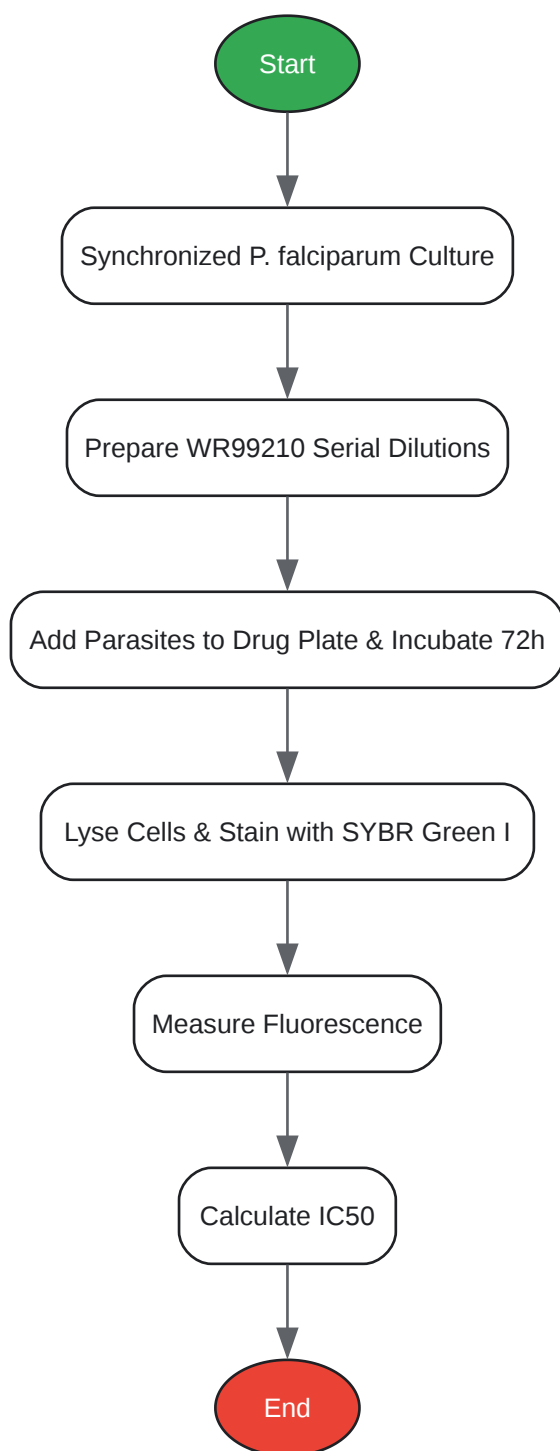 Start
Synchronized P. falciparum Culture
Prepare WR99210 Serial Dilutions
Add Parasites to Drug Plate & Incubate 72h
Lyse Cells & Stain with SYBR Green I
Measure Fluorescence
Calculate IC50
End